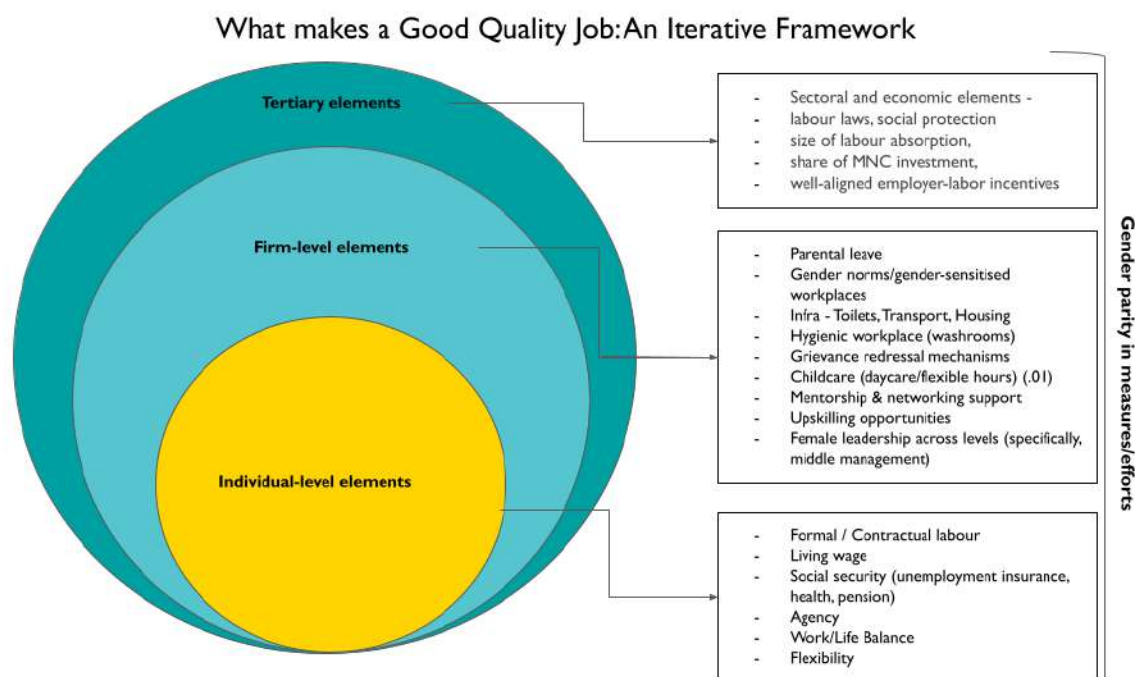 What makes a Good Quality Job: An Iterative Framework
Tertiary elements
- Sectoral and economic elements -
- labour laws, social protection
- size of labour absorption,
- share of MNC investment,
- well-aligned employer-labor incentives
Firm-level elements
- Parental leave
- Gender norms/gender-sensitised
workplaces
- Infra - Toilets, Transport, Housing
- Hygienic workplace (washrooms)
- Grievance redressal mechanisms
- Childcare (daycare/flexible hours) (.01)
- Mentorship & networking support
- Upskilling opportunities
- Female leadership across levels (specifically,
middle management)
Individual-level elements
- Formal / Contractual labour
- Living wage
- Social security (unemployment insurance,
health, pension)
- Agency
- Work/Life Balance
- Flexibility
Gender parity in measures/efforts